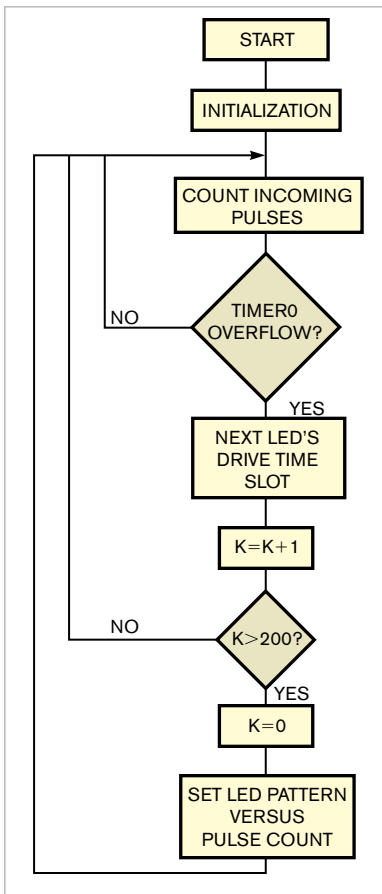 START
INITIALIZATION
COUNT INCOMING
PULSES
TIMER0
OVERFLOW?
NO
YES
NEXT LED'S
DRIVE TIME
SLOT
K=K+1
NO
K>200?
YES
K=0
SET LED PATTERN
VERSUS
PULSE COUNT